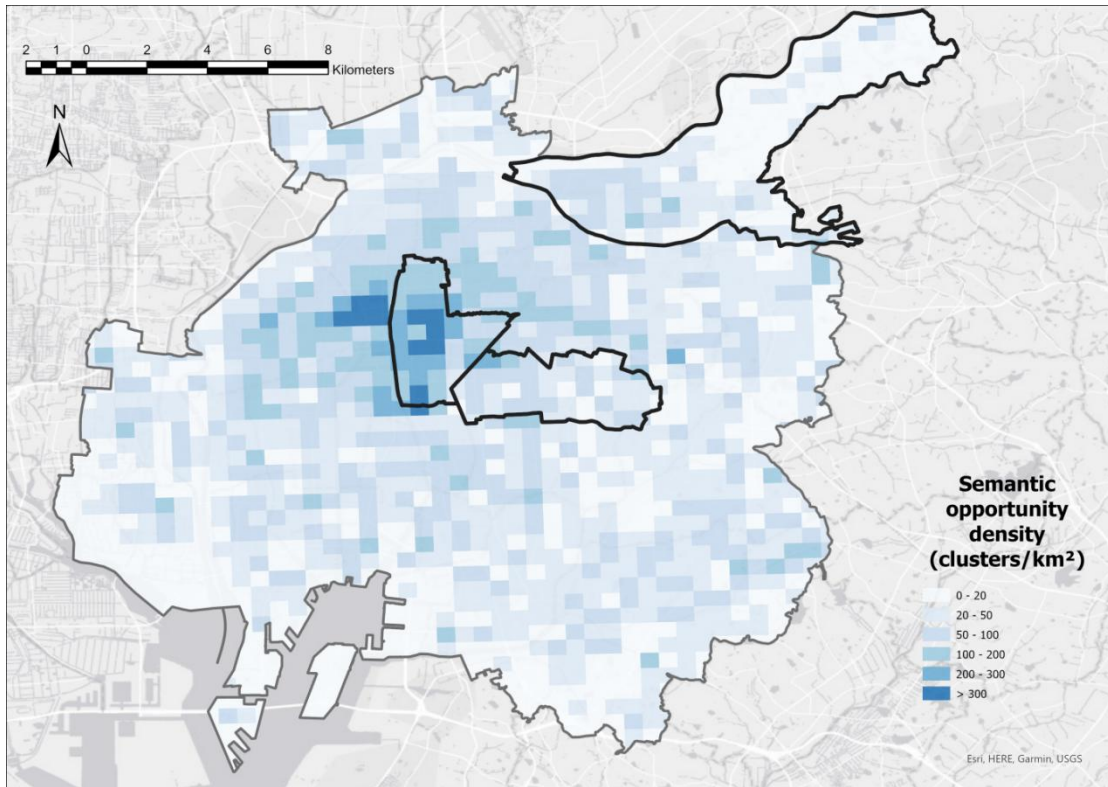 2 1 0 2 4 6 8
Kilometers
N
Semantic
opportunity
density
(clusters/km²)
0 - 20
20 - 50
50 - 100
100 - 200
200 - 300
> 300
Esri, HERE, Garmin, USGS